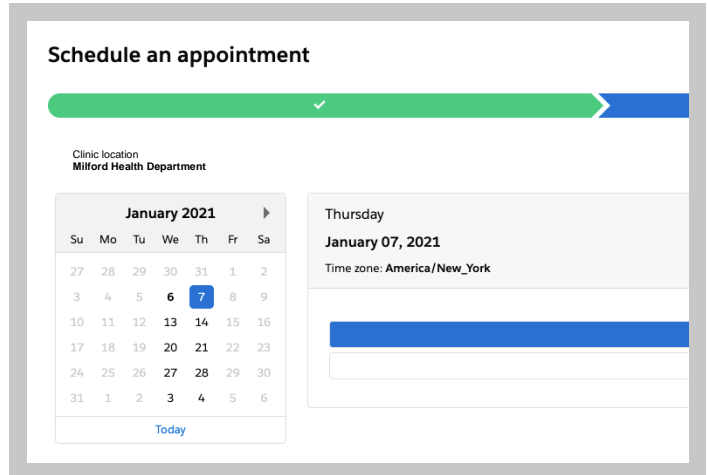 Schedule an appointment
Clinic location
Milford Health Department
January 2021
Su Mo Tu We Th Fr Sa
27 28 29 30 31 1 2
3 4 5 6 7 8 9
10 11 12 13 14 15 16
17 18 19 20 21 22 23
24 25 26 27 28 29 30
31 1 2 3 4 5 6
Today
Thursday
January 07, 2021
Time zone: America/New_York